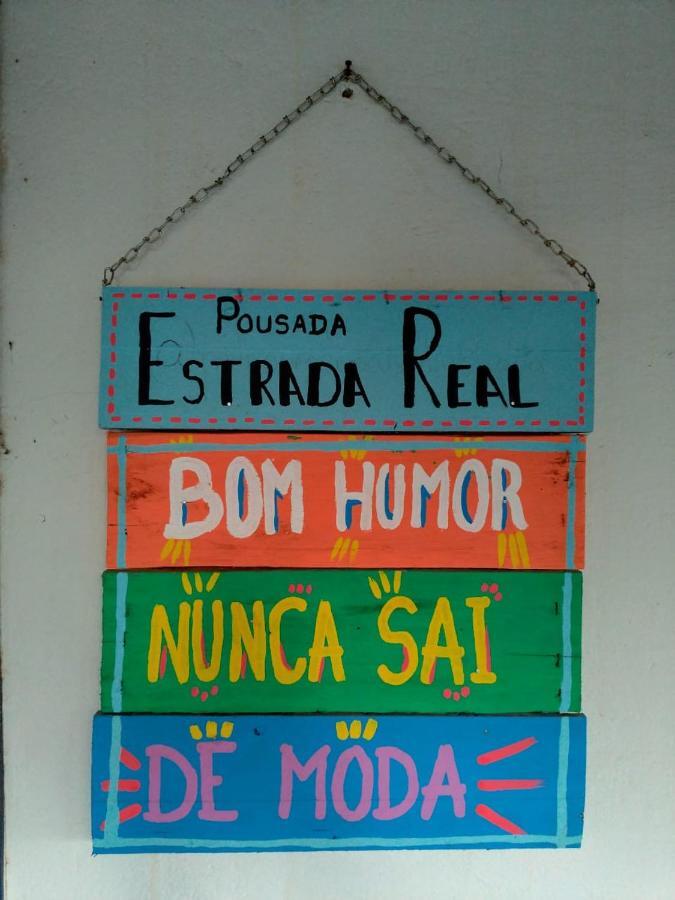 POUSADA
ESTRADA REAL
BOM HUMOR
NUNCA SAI
DE MODA